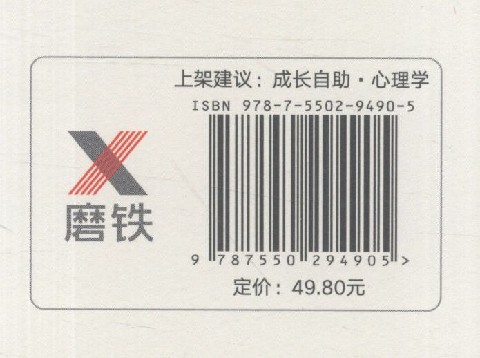 上架建议：成长自助·心理学
ISBN 978-7-5502-9490-5
磨铁
9 787550 294905 >
定价：49.80元